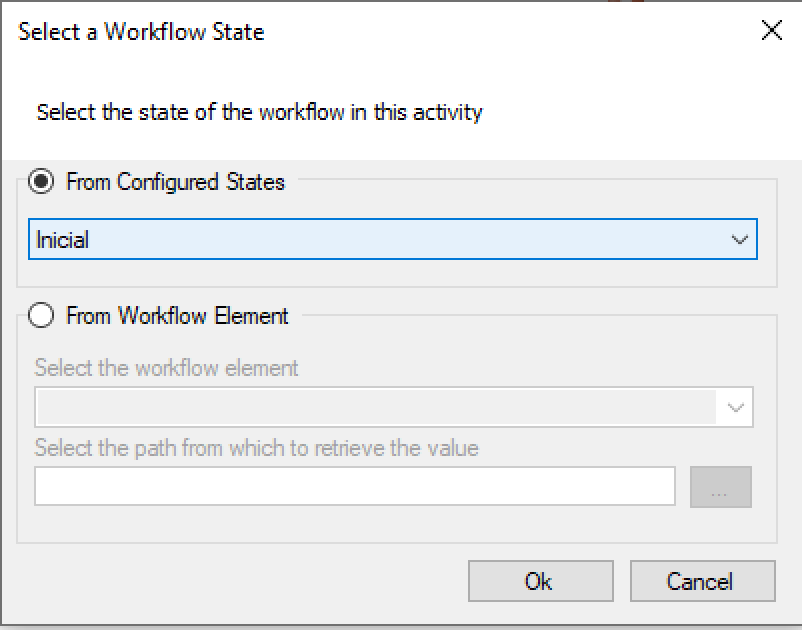 Select a Workflow State
Select the state of the workflow in this activity
From Configured States
Inicial
From Workflow Element
Select the workflow element
Select the path from which to retrieve the value
...
Ok
Cancel